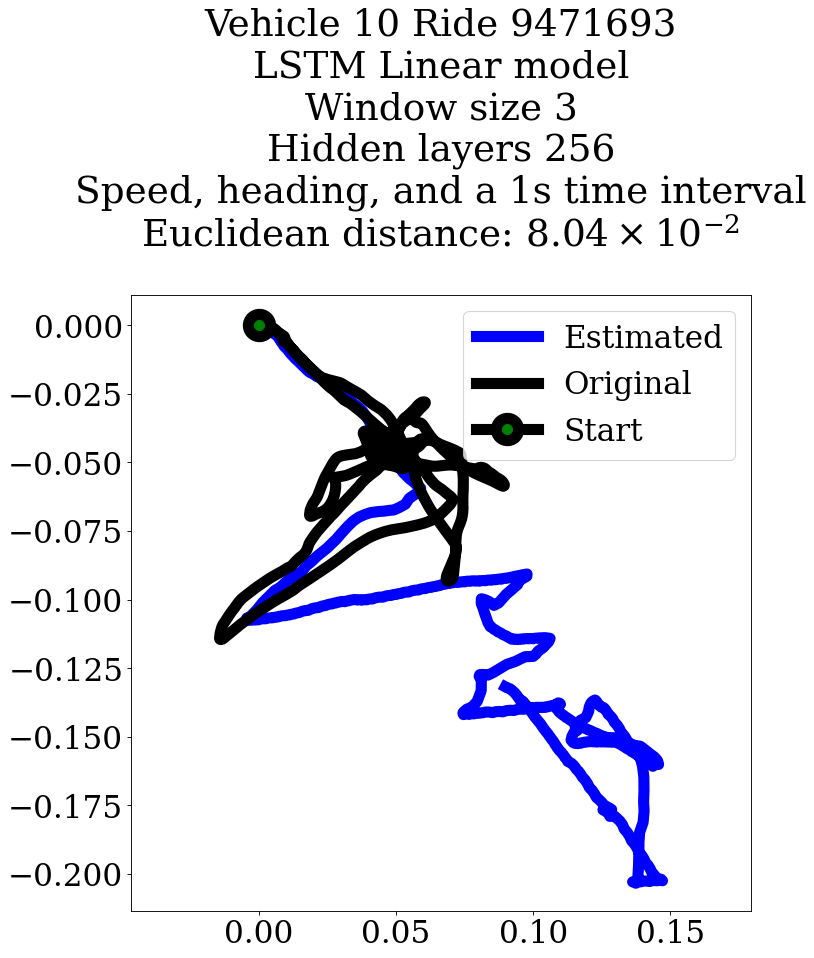 Vehicle 10 Ride 9471693
LSTM Linear model
Window size 3
Hidden layers 256
Speed, heading, and a 1s time interval
Euclidean distance: 8.04 × 10⁻²
Estimated
Original
Start
0.000
−0.025
−0.050
−0.075
−0.100
−0.125
−0.150
−0.175
−0.200
0.00 0.05 0.10 0.15